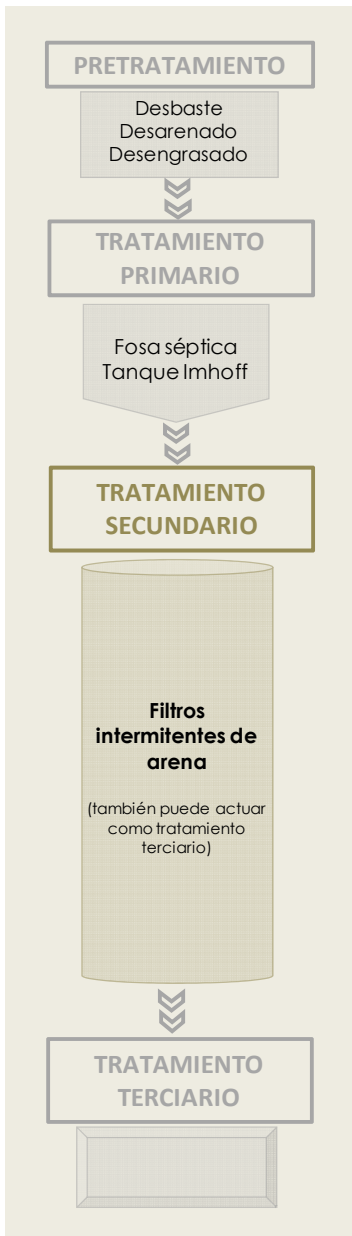 PRETRATAMIENTO
Desbaste
Desarenado
Desengrasado
TRATAMIENTO
PRIMARIO
Fosa séptica
Tanque Imhoff
TRATAMIENTO
SECUNDARIO
Filtros
intermitentes de
arena
(también puede actuar
como tratamiento
terciario)
TRATAMIENTO
TERCIARIO